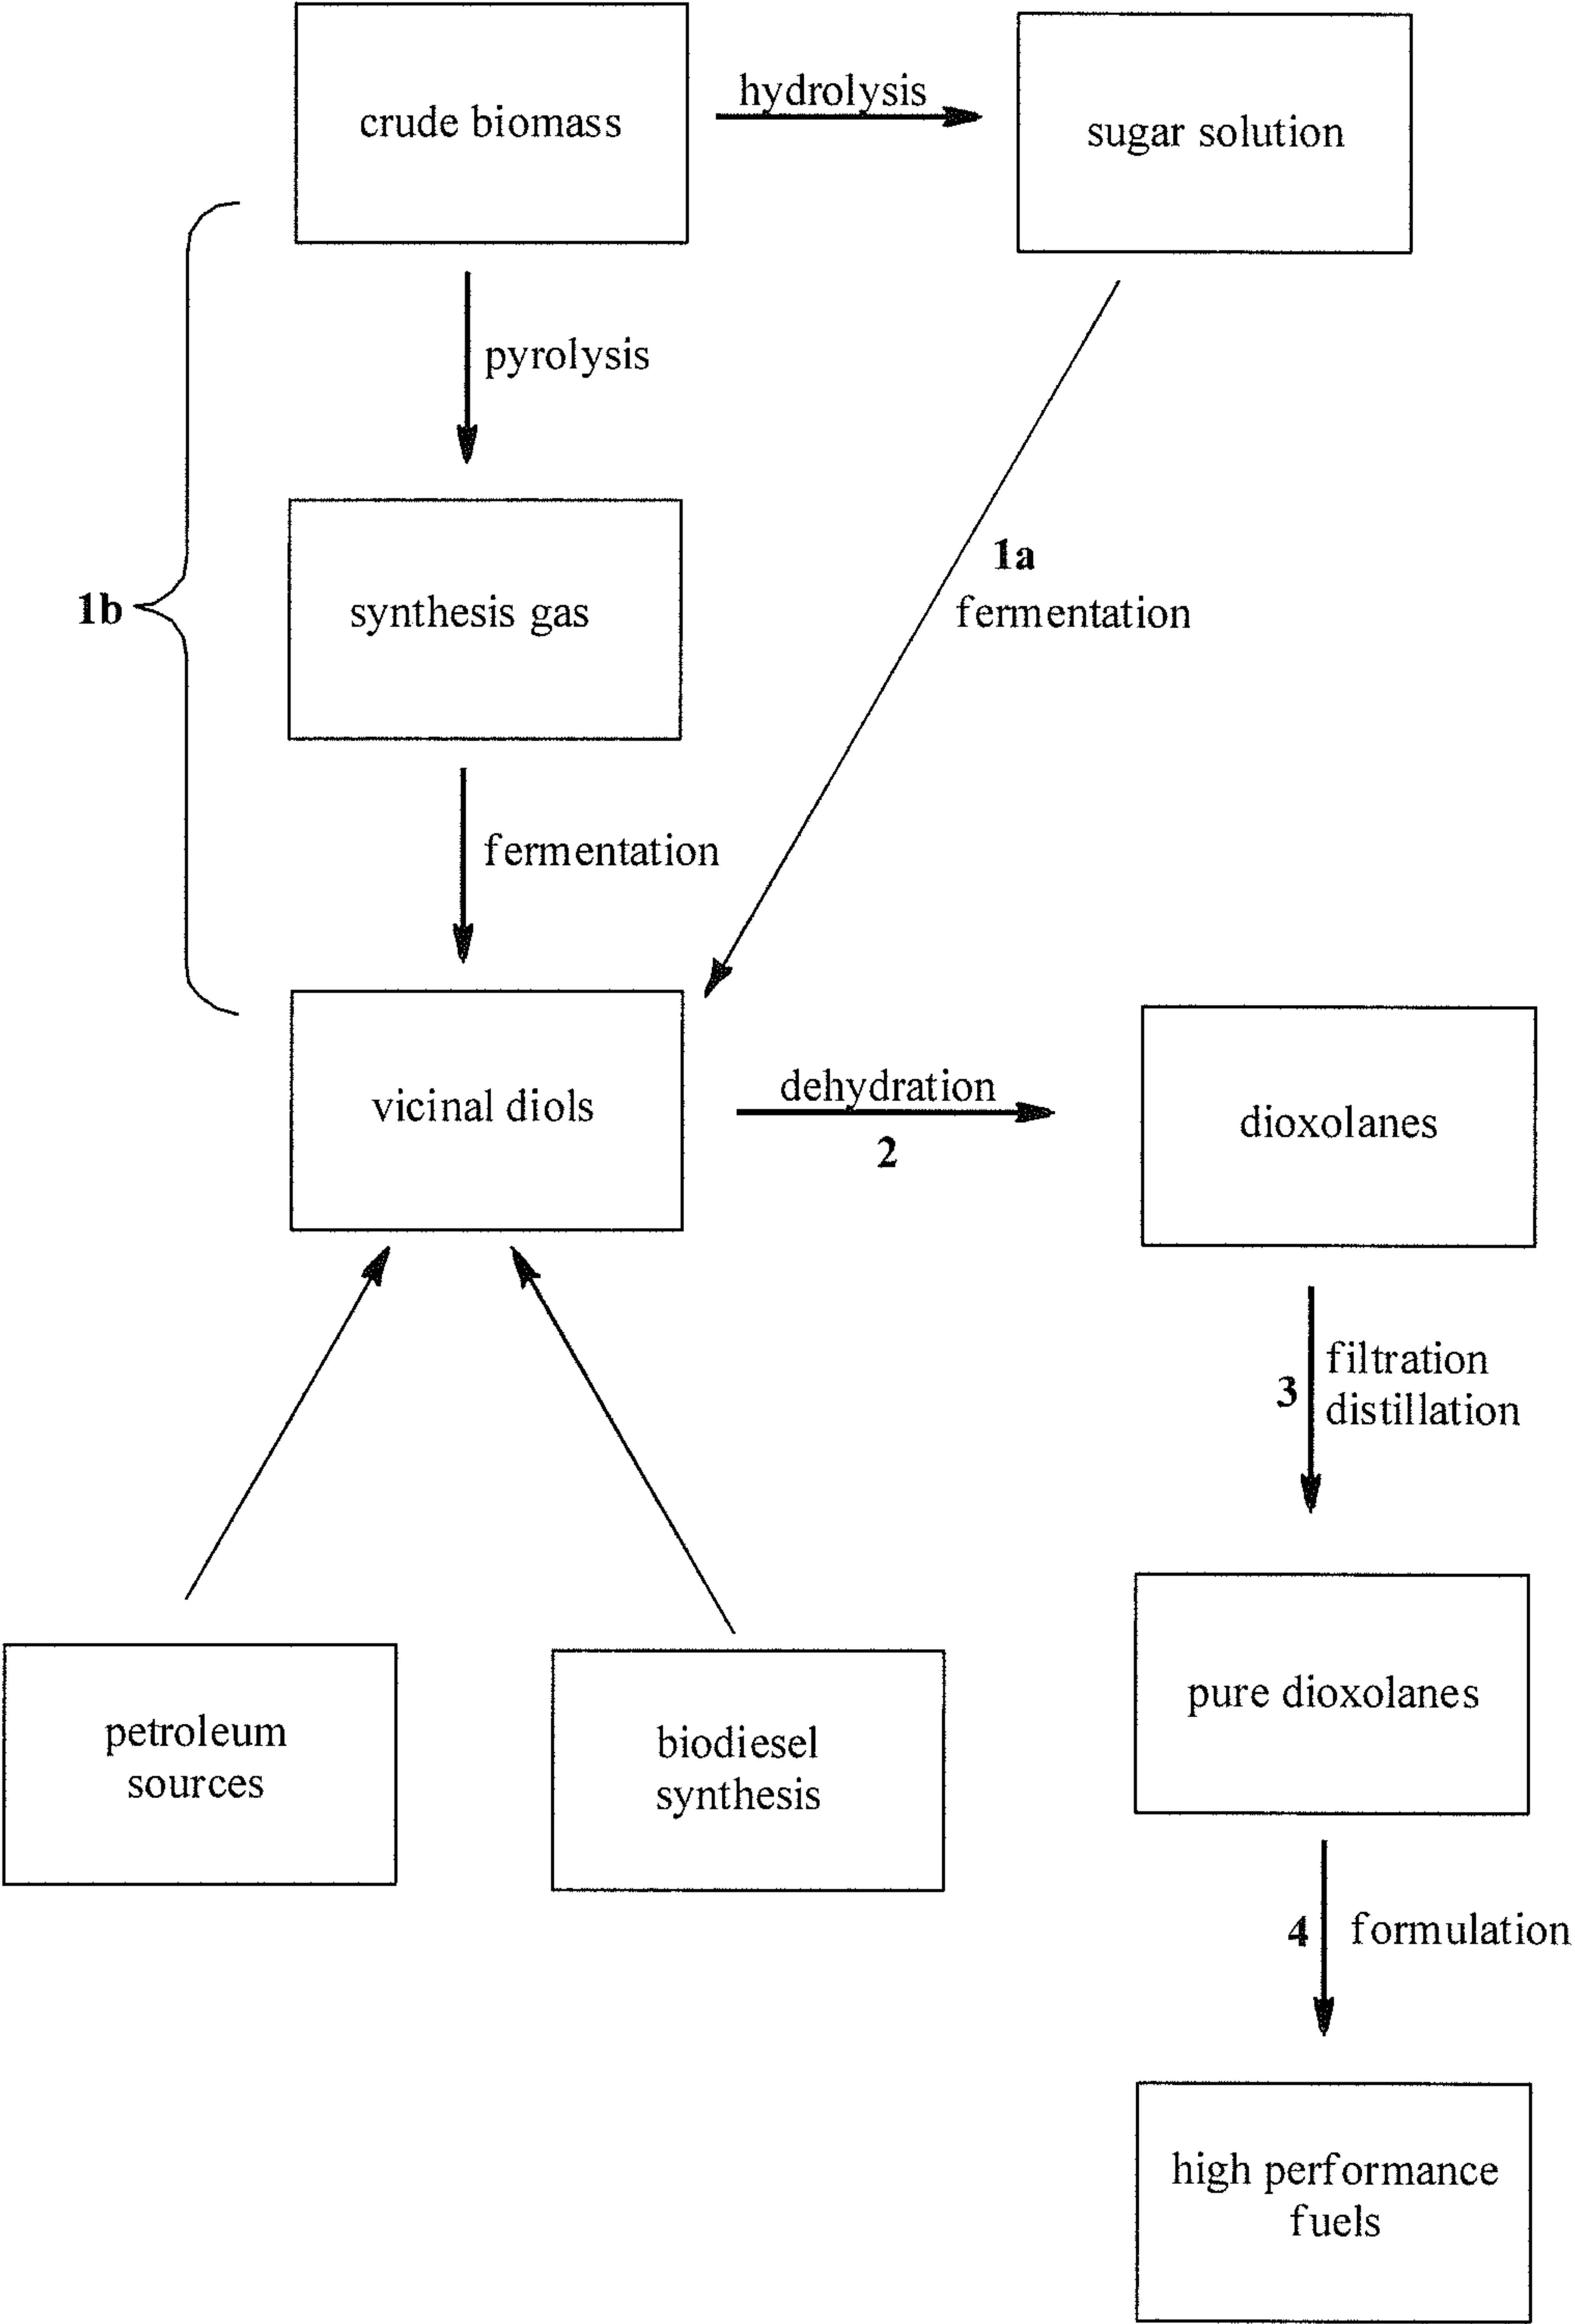 crude biomass
hydrolysis
sugar solution
pyrolysis
1b
synthesis gas
1a
fermentation
fermentation
vicinal diols
dehydration
2
dioxolanes
3
filtration
distillation
petroleum
sources
biodiesel
synthesis
pure dioxolanes
4
formulation
high performance
fuels